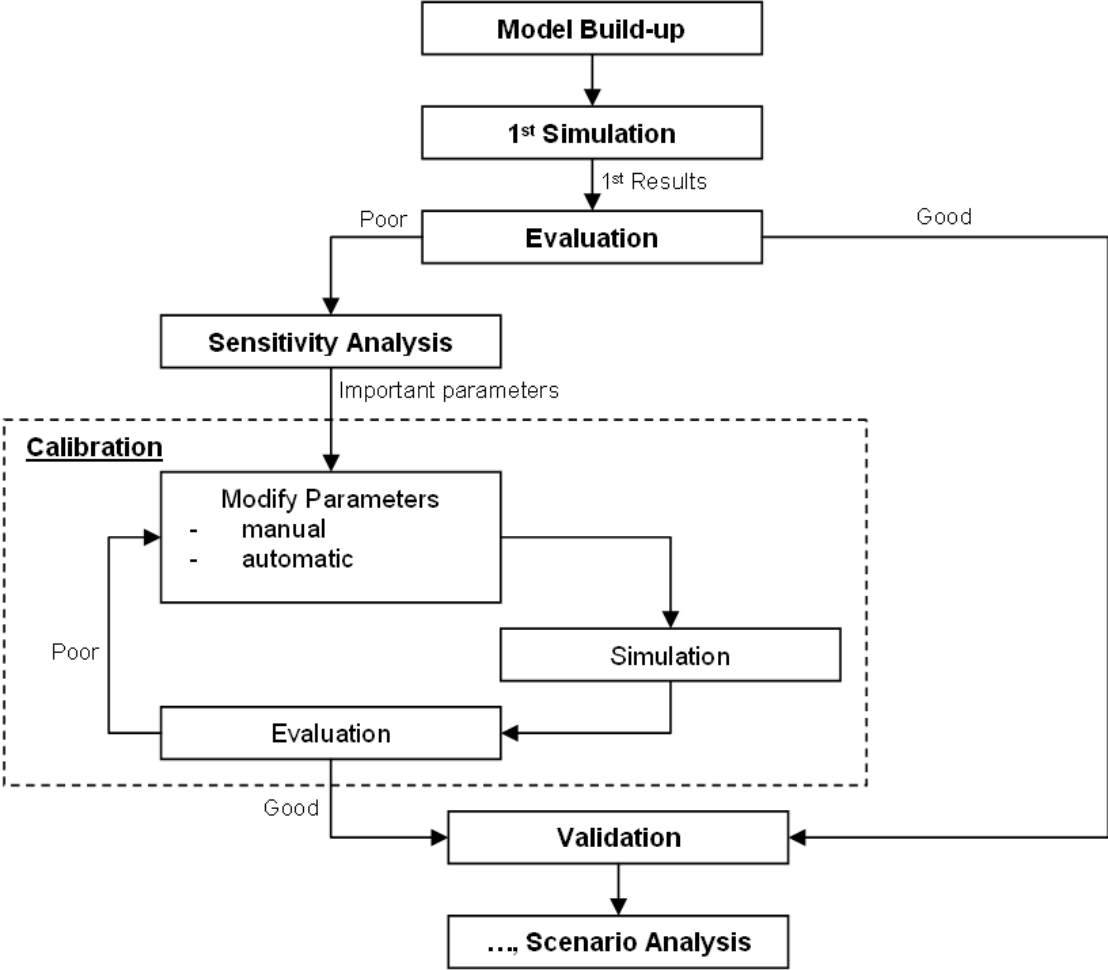 Model Build-up
1st Simulation
1st Results
Poor
Good
Evaluation
Sensitivity Analysis
Important parameters
Calibration
Modify Parameters
- manual
- automatic
Poor
Simulation
Evaluation
Good
Validation
…, Scenario Analysis